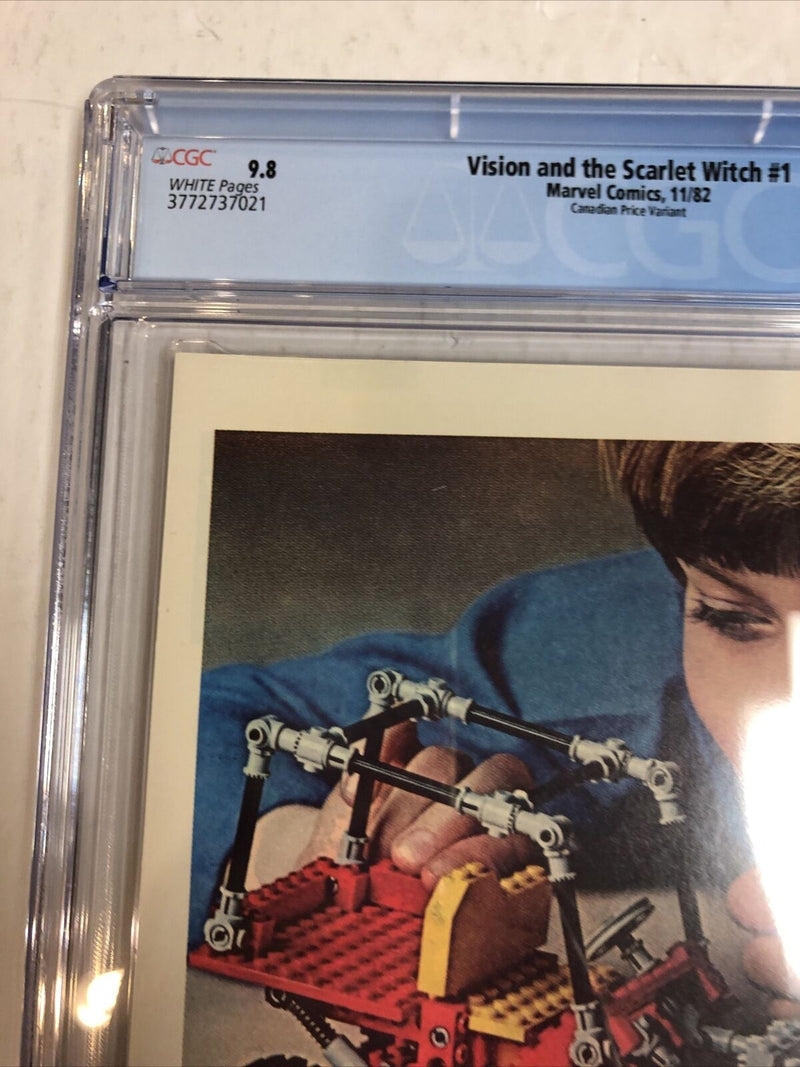 CGC
9.8
WHITE Pages
3772737021
Vision and the Scarlet Witch #1
Marvel Comics, 11/82
Canadian Price Variant
CGC